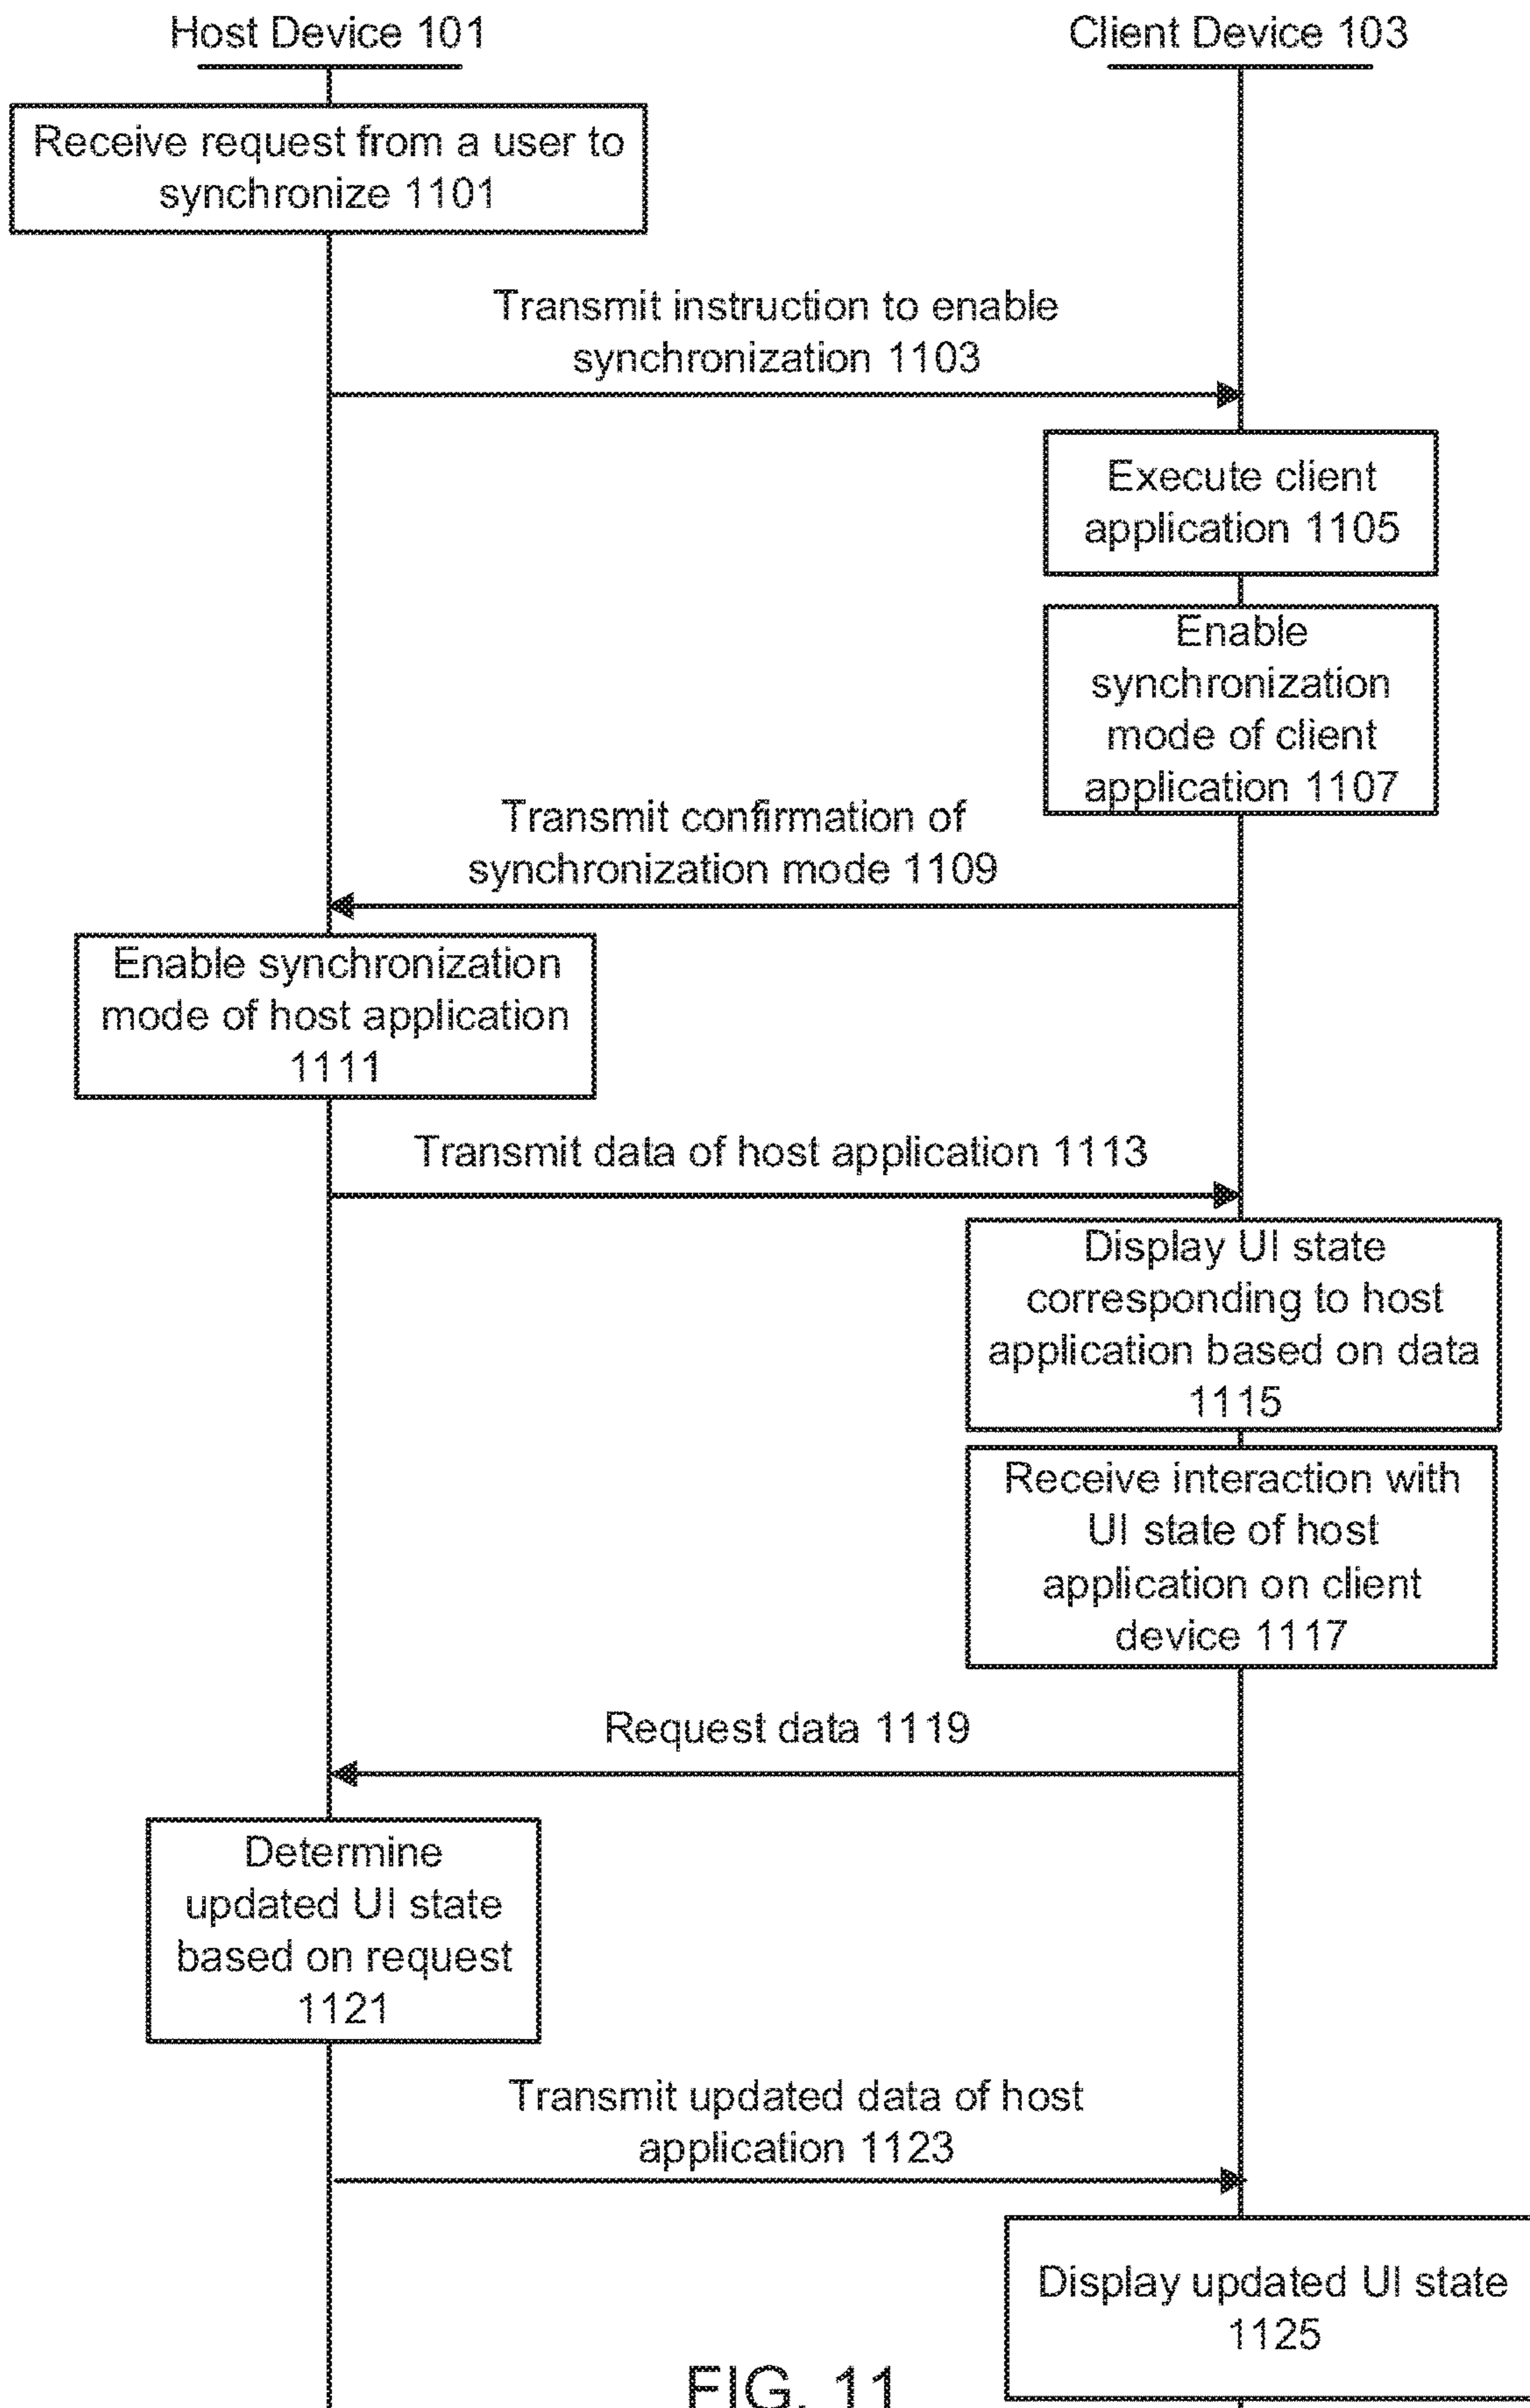 Host Device 101
Client Device 103
Receive request from a user to
synchronize 1101
Transmit instruction to enable
synchronization 1103
Execute client
application 1105
Enable
synchronization
mode of client
application 1107
Transmit confirmation of
synchronization mode 1109
Enable synchronization
mode of host application
1111
Transmit data of host application 1113
Display UI state
corresponding to host
application based on data
1115
Receive interaction with
UI state of host
application on client
device 1117
Request data 1119
Determine
updated UI state
based on request
1121
Transmit updated data of host
application 1123
Display updated UI state
1125
FIG. 11